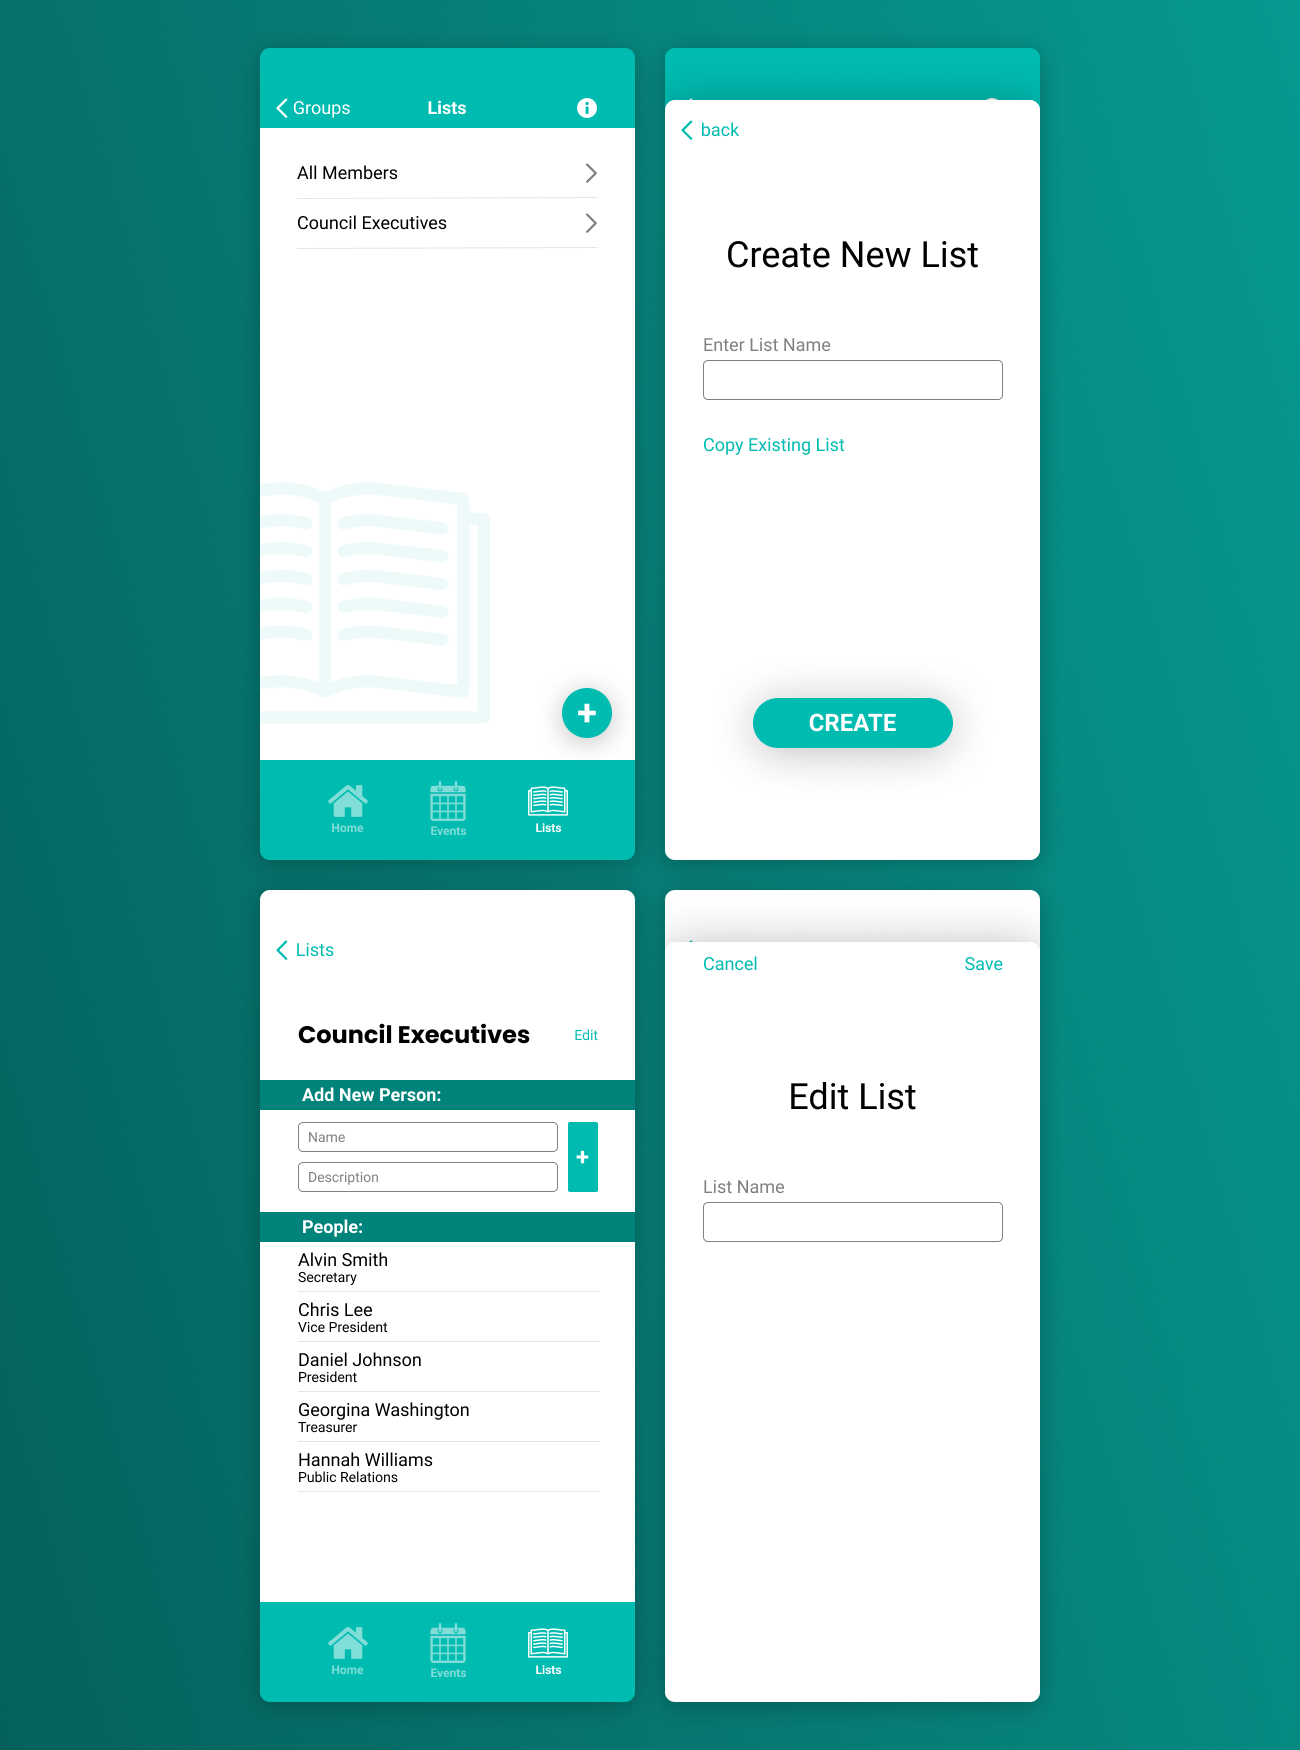 Groups
Lists
All Members
Council Executives
Home
Events
Lists
back
Create New List
Enter List Name
Copy Existing List
CREATE
Lists
Council Executives
Edit
Add New Person:
Name
Description
People:
Alvin Smith
Secretary
Chris Lee
Vice President
Daniel Johnson
President
Georgina Washington
Treasurer
Hannah Williams
Public Relations
Home
Events
Lists
Cancel
Save
Edit List
List Name